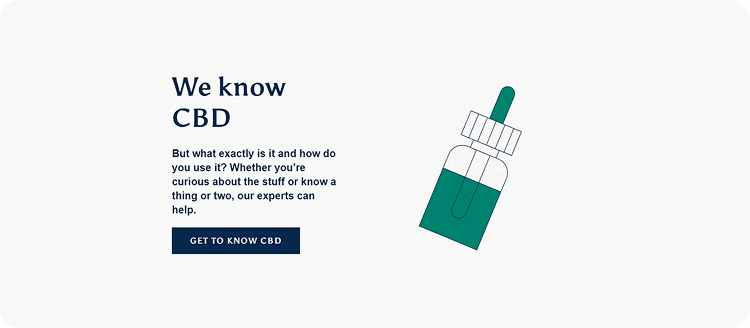 We know
CBD
But what exactly is it and how do
you use it? Whether you’re
curious about the stuff or know a
thing or two, our experts can
help.
GET TO KNOW CBD